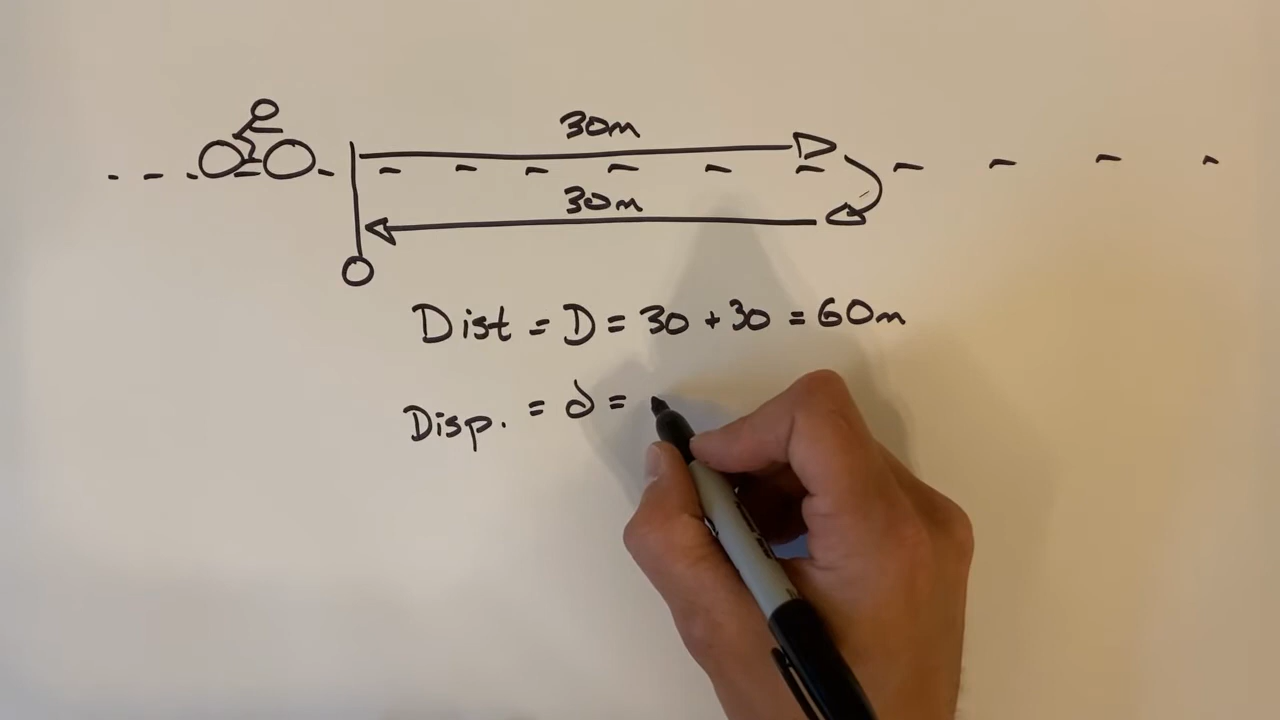 30m
30m
O
Dist = D = 30 + 30 = 60m
Disp. = d =